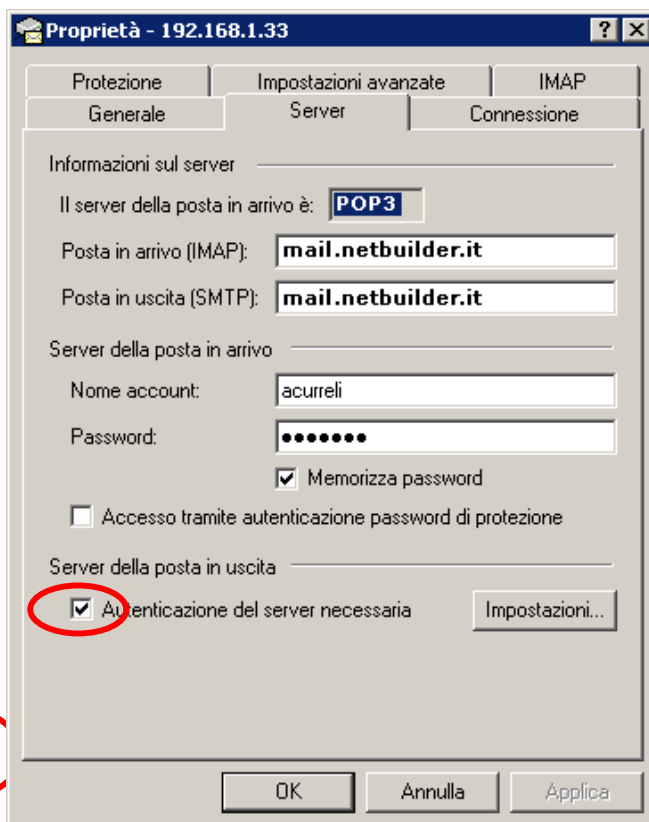 Proprietà - 192.168.1.33
Protezione Impostazioni avanzate IMAP
Generale Server Connessione
Informazioni sul server
Il server della posta in arrivo è: POP3
Posta in arrivo (IMAP): mail.netbuilder.it
Posta in uscita (SMTP): mail.netbuilder.it
Server della posta in arrivo
Nome account: acurreli
Password: •••••••
Memorizza password
Accesso tramite autenticazione password di protezione
Server della posta in uscita
Autenticazione del server necessaria Impostazioni...
OK Annulla Applica